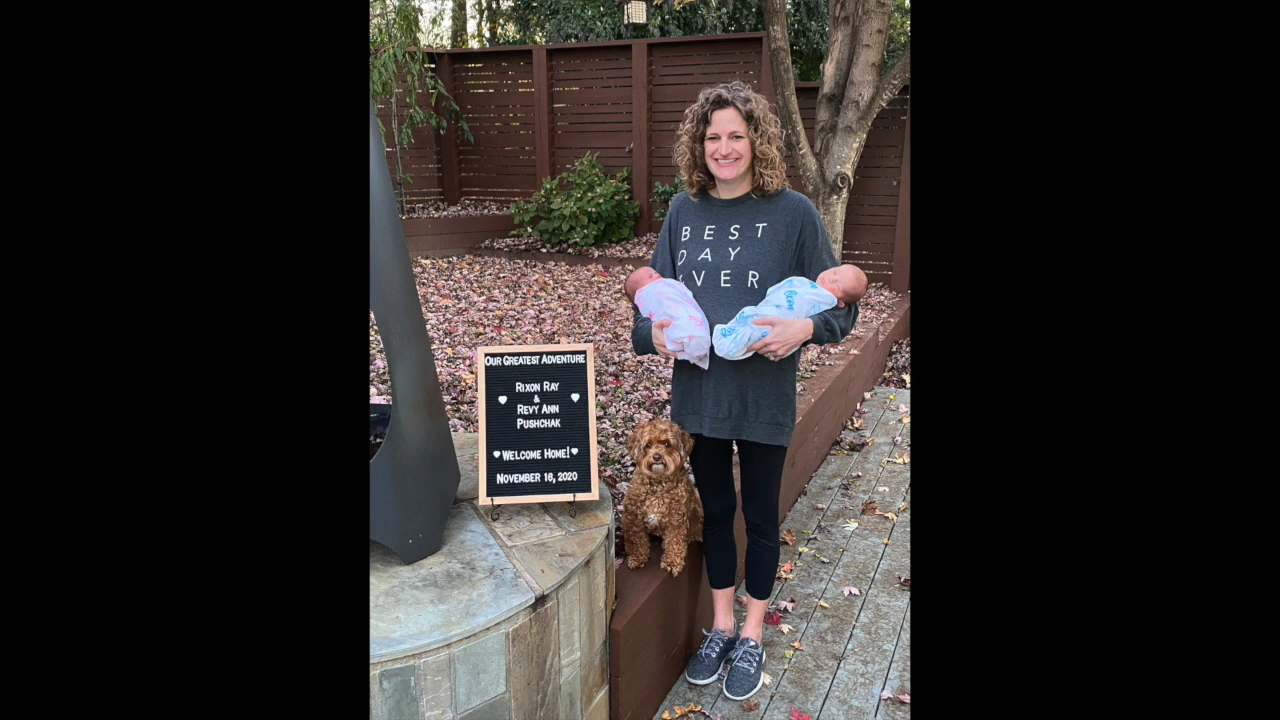 BEST
DAY
EVER
OUR GREATEST ADVENTURE
RIXON RAY
&
REVY ANN
PUSHCHAK
WELCOME HOME!
NOVEMBER 16, 2020